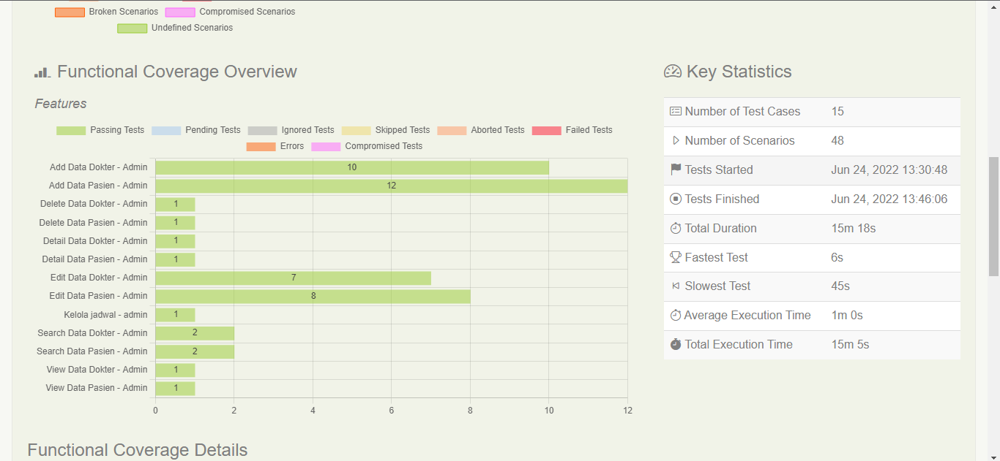 Broken Scenarios Compromised Scenarios
Undefined Scenarios
Functional Coverage Overview
Features
Passing Tests Pending Tests Ignored Tests Skipped Tests Aborted Tests Failed Tests
Errors Compromised Tests
Add Data Dokter - Admin 10
Add Data Pasien - Admin 12
Delete Data Dokter - Admin 1
Delete Data Pasien - Admin 1
Detail Data Dokter - Admin 1
Detail Data Pasien - Admin 1
Edit Data Dokter - Admin 7
Edit Data Pasien - Admin 8
Kelola jadwal - admin 1
Search Data Dokter - Admin 2
Search Data Pasien - Admin 2
View Data Dokter - Admin 1
View Data Pasien - Admin 1
0 2 4 6 8 10 12
Key Statistics
Number of Test Cases 15
Number of Scenarios 48
Tests Started Jun 24, 2022 13:30:48
Tests Finished Jun 24, 2022 13:46:06
Total Duration 15m 18s
Fastest Test 6s
Slowest Test 45s
Average Execution Time 1m 0s
Total Execution Time 15m 5s
Functional Coverage Details